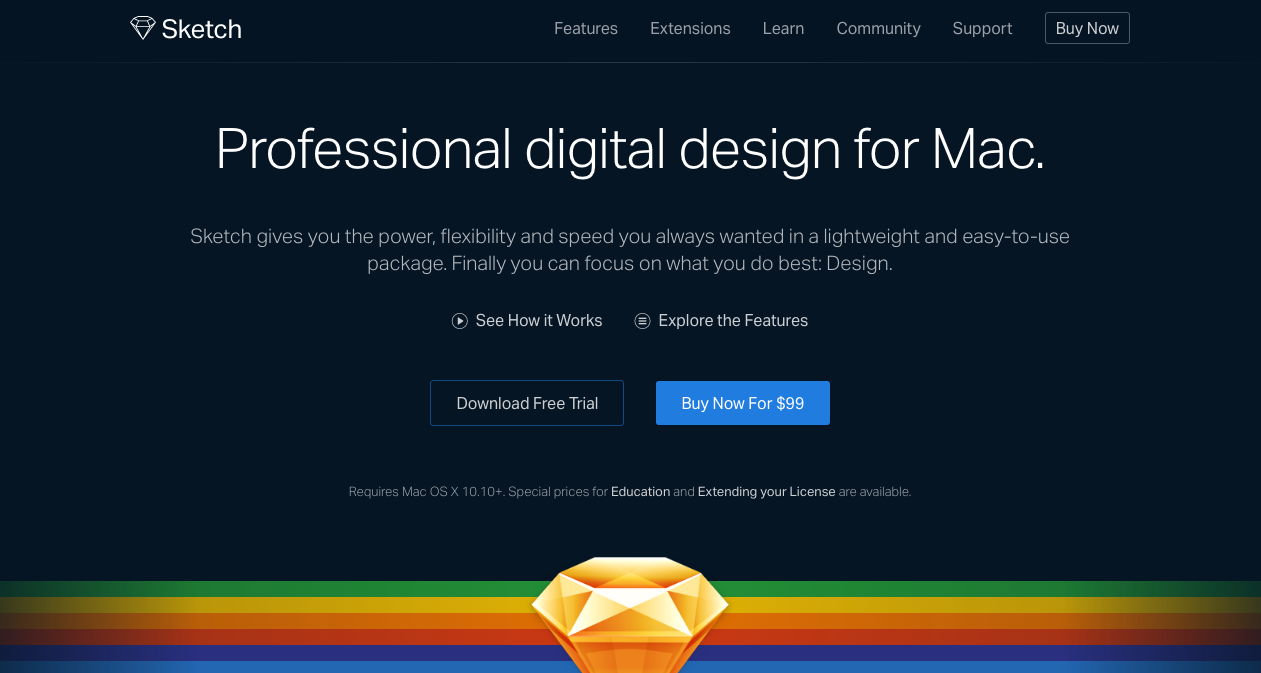 Sketch
Features
Extensions
Learn
Community
Support
Buy Now
Professional digital design for Mac.
Sketch gives you the power, flexibility and speed you always wanted in a lightweight and easy-to-use
package. Finally you can focus on what you do best: Design.
See How it Works
Explore the Features
Download Free Trial
Buy Now For $99
Requires Mac OS X 10.10+. Special prices for Education and Extending your License are available.